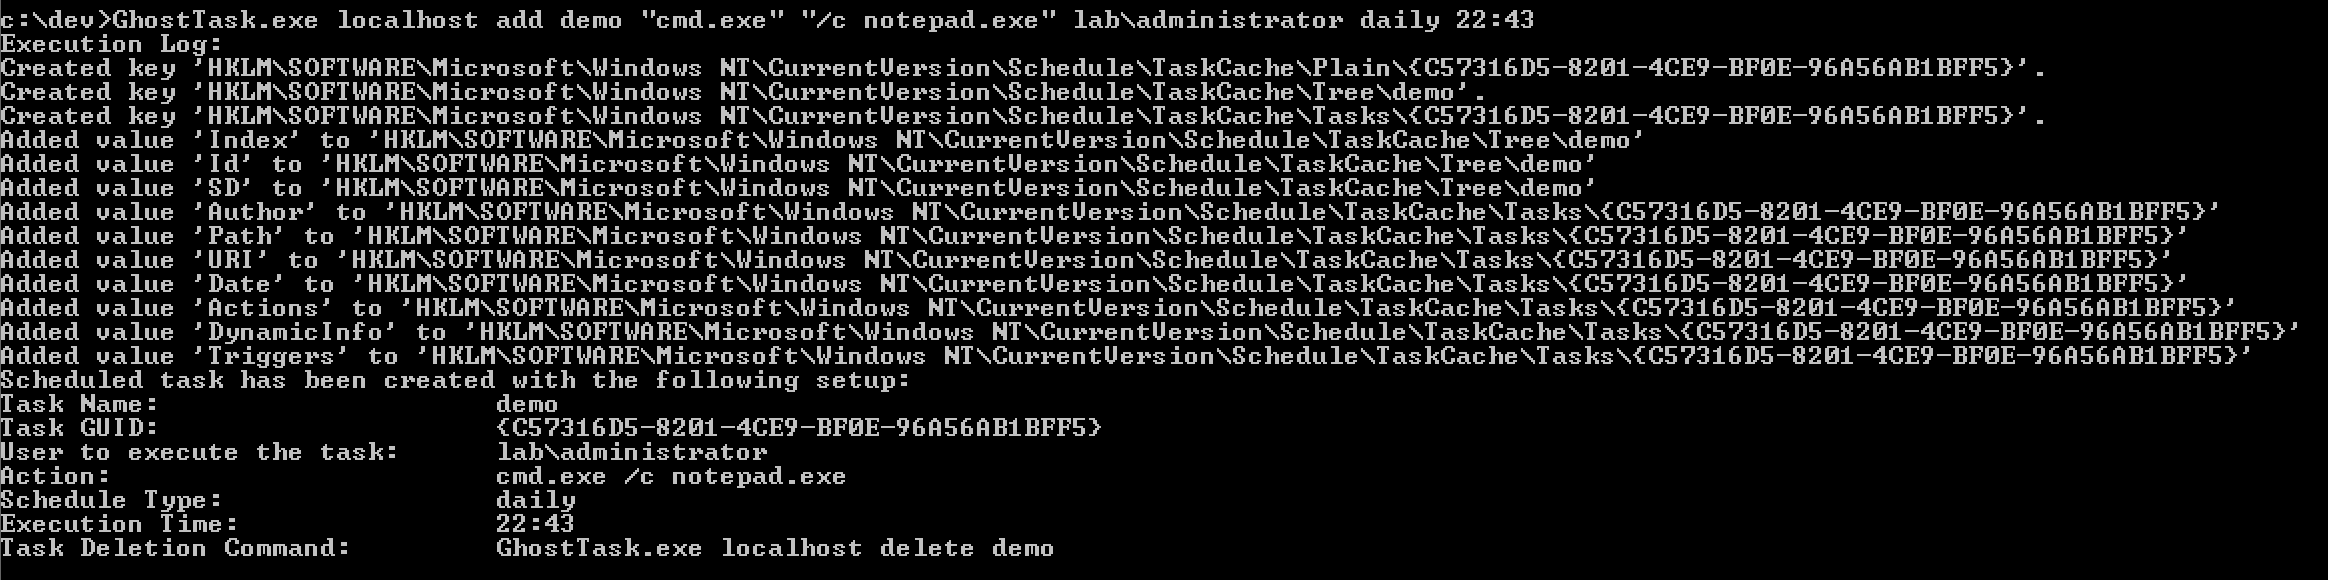 c:\dev>GhostTask.exe localhost add demo "cmd.exe" "/c notepad.exe" lab\administrator daily 22:43
Execution Log:
Created key 'HKLM\SOFTWARE\Microsoft\Windows NT\CurrentVersion\Schedule\TaskCache\Plain\{C57316D5-8201-4CE9-BF0E-96A56AB1BFF5}'.
Created key 'HKLM\SOFTWARE\Microsoft\Windows NT\CurrentVersion\Schedule\TaskCache\Tree\demo'.
Created key 'HKLM\SOFTWARE\Microsoft\Windows NT\CurrentVersion\Schedule\TaskCache\Tasks\{C57316D5-8201-4CE9-BF0E-96A56AB1BFF5}'.
Added value 'Index' to 'HKLM\SOFTWARE\Microsoft\Windows NT\CurrentVersion\Schedule\TaskCache\Tree\demo'
Added value 'Id' to 'HKLM\SOFTWARE\Microsoft\Windows NT\CurrentVersion\Schedule\TaskCache\Tree\demo'
Added value 'SD' to 'HKLM\SOFTWARE\Microsoft\Windows NT\CurrentVersion\Schedule\TaskCache\Tree\demo'
Added value 'Author' to 'HKLM\SOFTWARE\Microsoft\Windows NT\CurrentVersion\Schedule\TaskCache\Tasks\{C57316D5-8201-4CE9-BF0E-96A56AB1BFF5}'
Added value 'Path' to 'HKLM\SOFTWARE\Microsoft\Windows NT\CurrentVersion\Schedule\TaskCache\Tasks\{C57316D5-8201-4CE9-BF0E-96A56AB1BFF5}'
Added value 'URI' to 'HKLM\SOFTWARE\Microsoft\Windows NT\CurrentVersion\Schedule\TaskCache\Tasks\{C57316D5-8201-4CE9-BF0E-96A56AB1BFF5}'
Added value 'Date' to 'HKLM\SOFTWARE\Microsoft\Windows NT\CurrentVersion\Schedule\TaskCache\Tasks\{C57316D5-8201-4CE9-BF0E-96A56AB1BFF5}'
Added value 'Actions' to 'HKLM\SOFTWARE\Microsoft\Windows NT\CurrentVersion\Schedule\TaskCache\Tasks\{C57316D5-8201-4CE9-BF0E-96A56AB1BFF5}'
Added value 'DynamicInfo' to 'HKLM\SOFTWARE\Microsoft\Windows NT\CurrentVersion\Schedule\TaskCache\Tasks\{C57316D5-8201-4CE9-BF0E-96A56AB1BFF5}'
Added value 'Triggers' to 'HKLM\SOFTWARE\Microsoft\Windows NT\CurrentVersion\Schedule\TaskCache\Tasks\{C57316D5-8201-4CE9-BF0E-96A56AB1BFF5}'
Scheduled task has been created with the following setup:
Task Name: demo
Task GUID: {C57316D5-8201-4CE9-BF0E-96A56AB1BFF5}
User to execute the task: lab\administrator
Action: cmd.exe /c notepad.exe
Schedule Type: daily
Execution Time: 22:43
Task Deletion Command: GhostTask.exe localhost delete demo